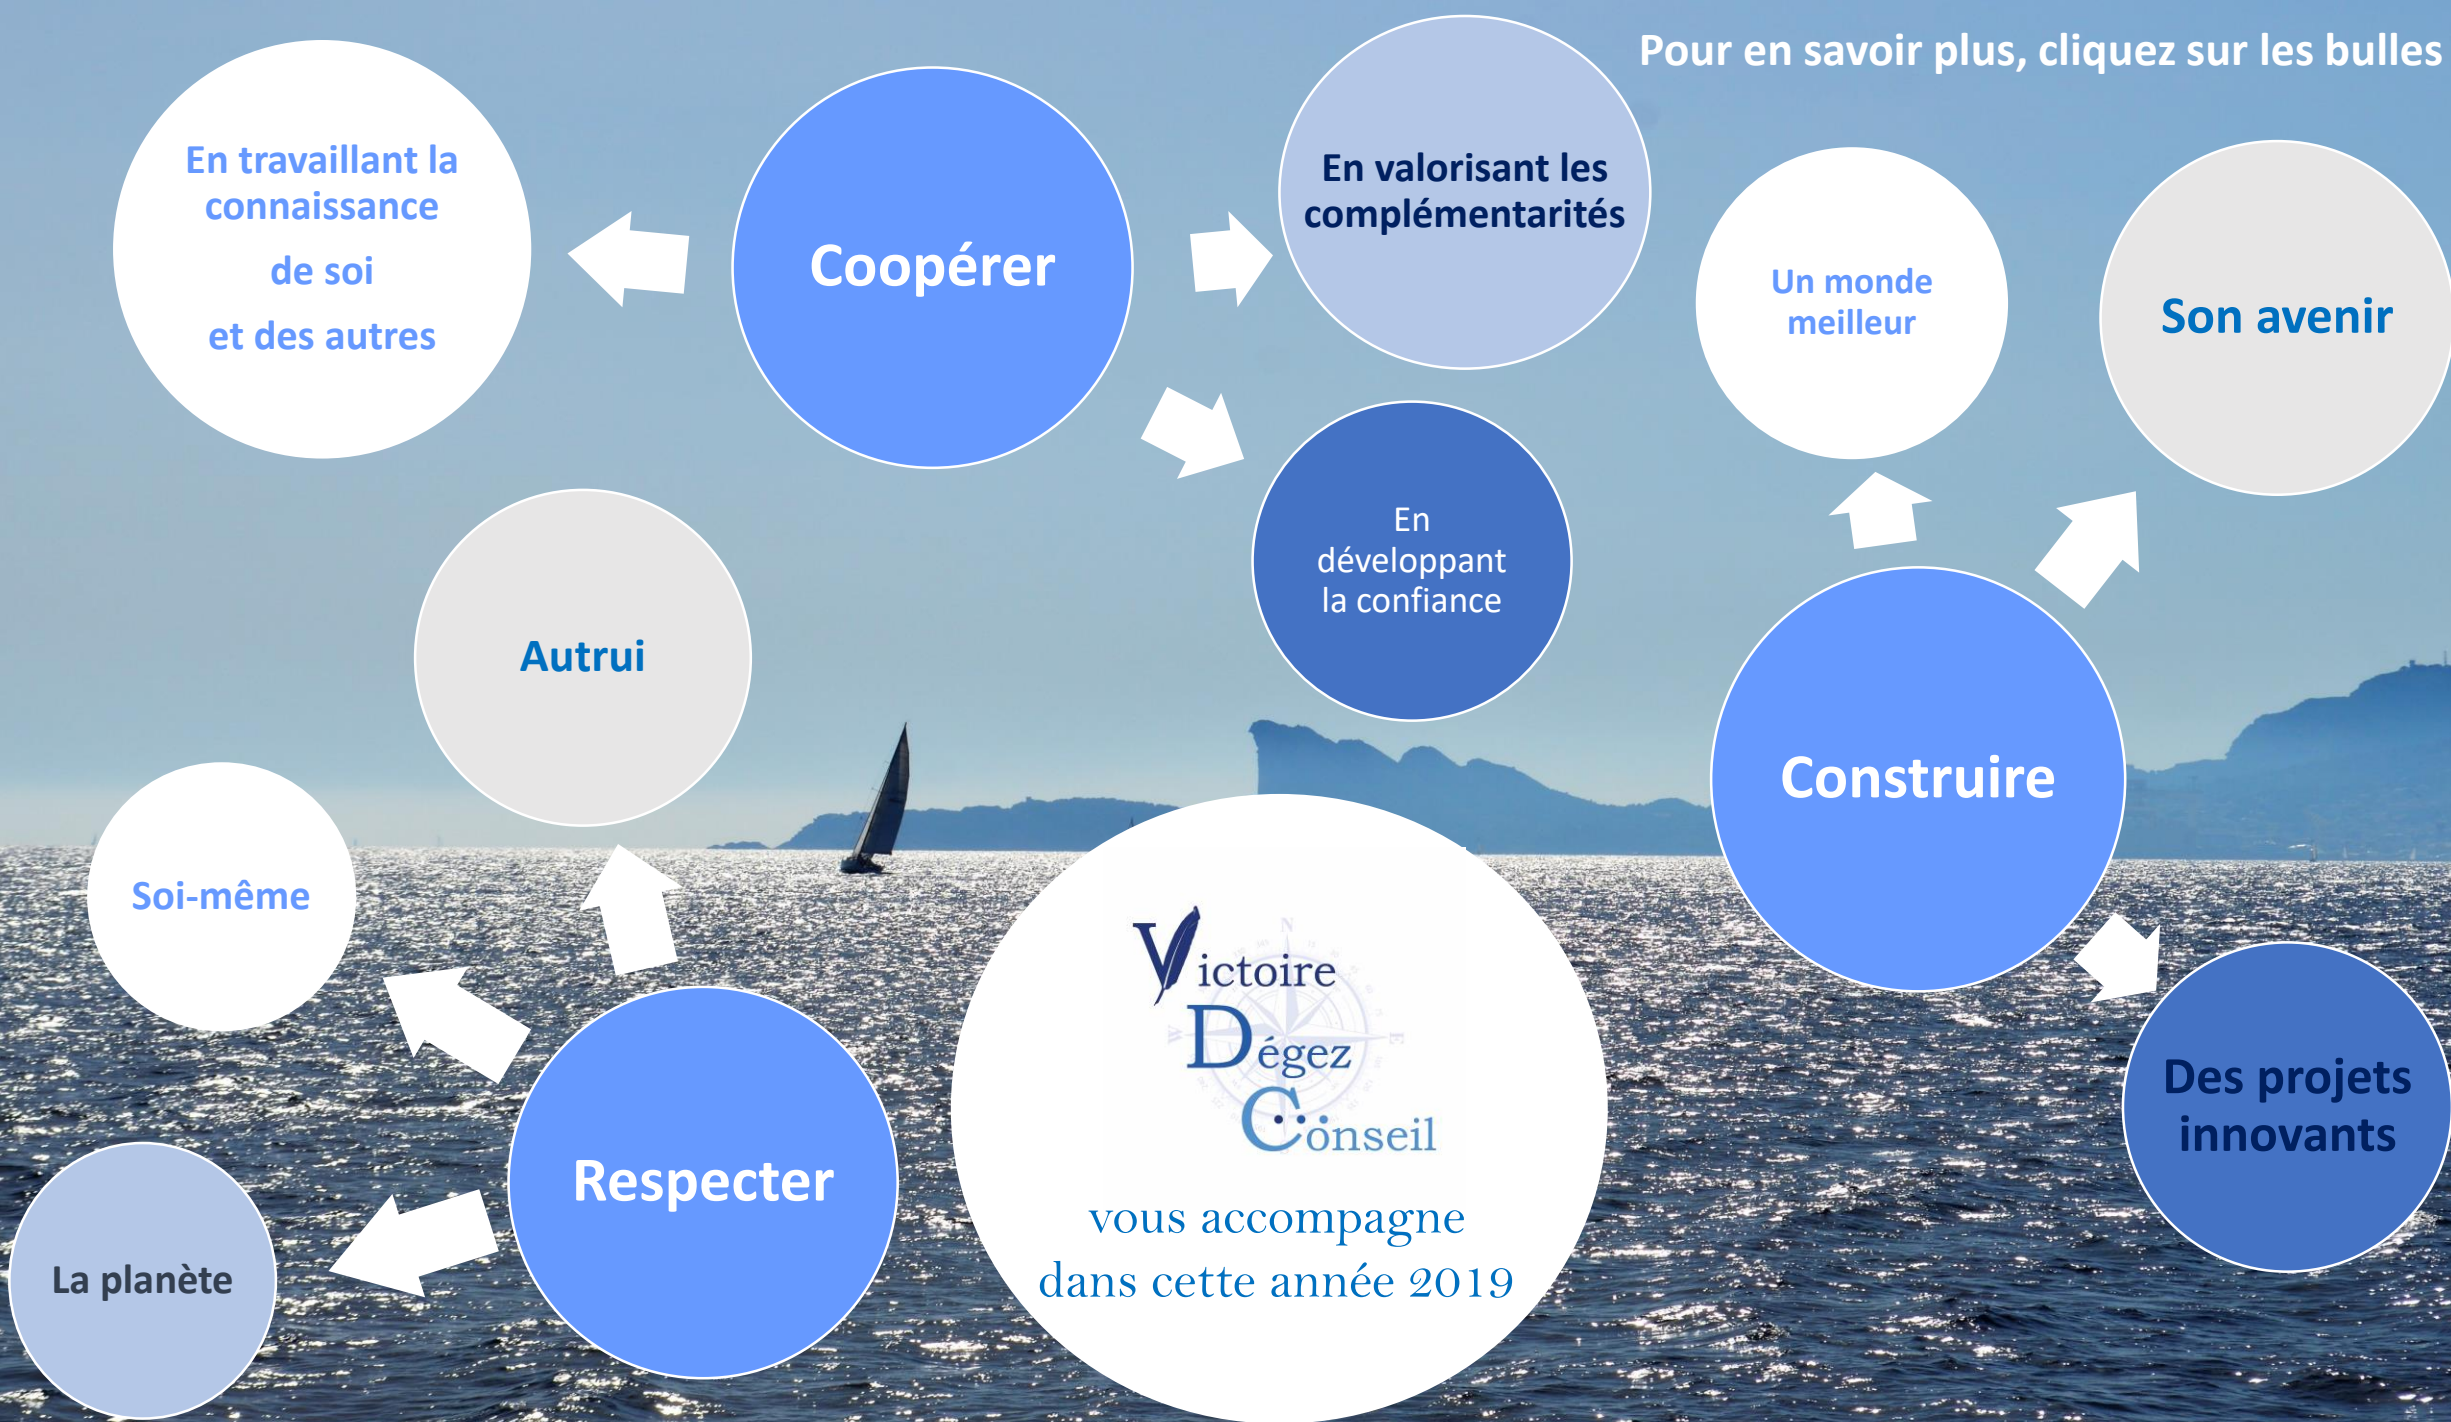 Pour en savoir plus, cliquez sur les bulles
En travaillant la
connaissance
de soi
et des autres
Coopérer
En valorisant les
complémentarités
En
développant
la confiance
Un monde
meilleur
Son avenir
Construire
Des projets
innovants
Autrui
Soi-même
La planète
Respecter
N
W
E
Victoire
Dégez
Conseil
vous accompagne
dans cette année 2019